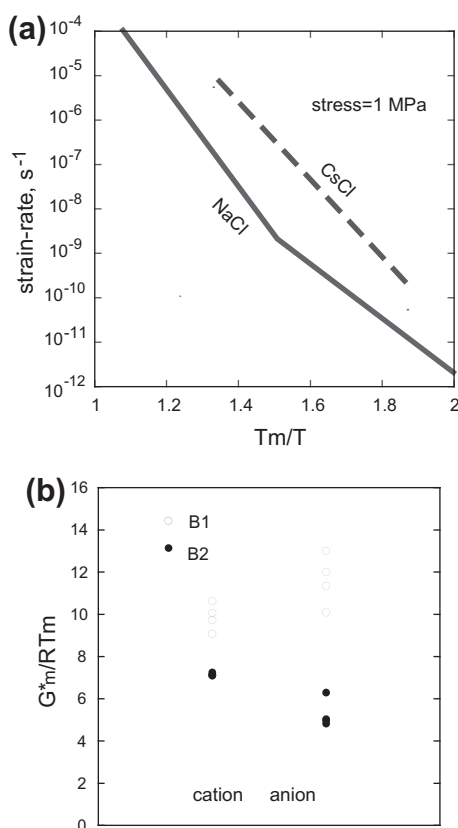 (a)
10-4
10-5
10-6
10-7
10-8
10-9
10-10
10-11
10-12
strain-rate, s-1
stress=1 MPa
CsCl
NaCl
1 1.2 1.4 1.6 1.8 2
Tm/T
(b)
16
14
12
10
8
6
4
2
0
G*m/RTm
B1
B2
cation anion